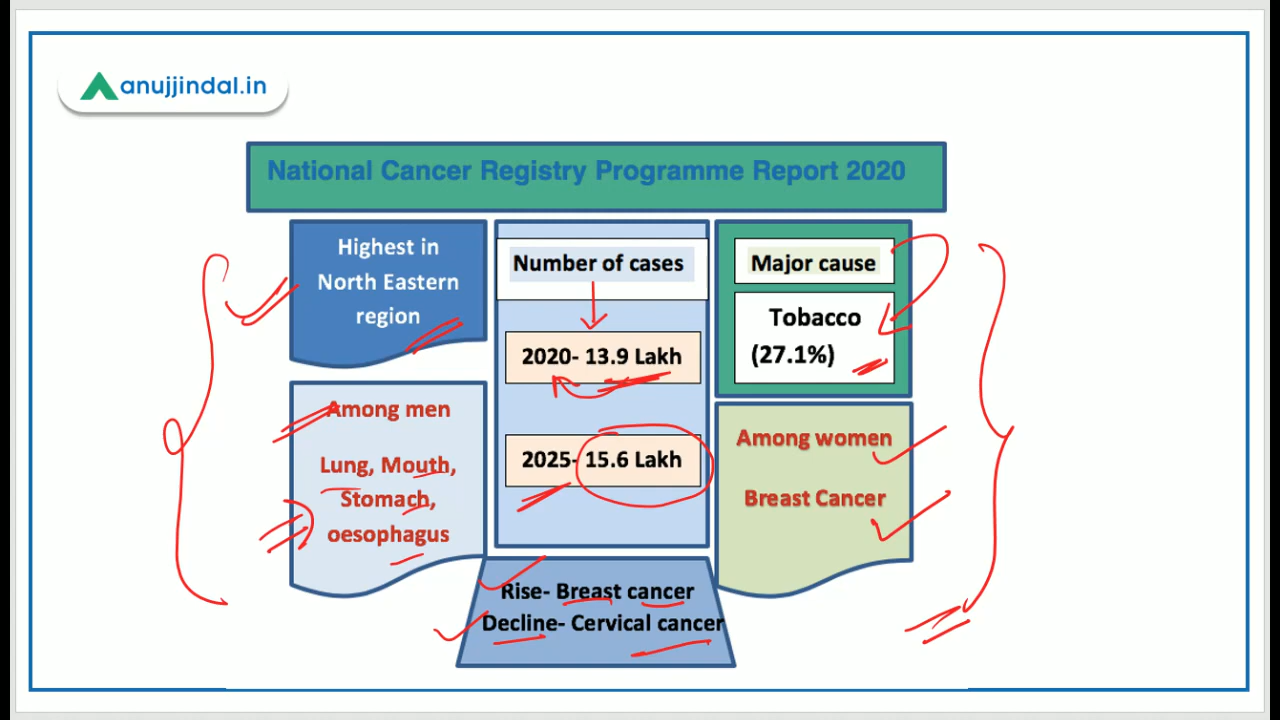 anujjindal.in
National Cancer Registry Programme Report 2020
Highest in
North Eastern
region
Number of cases
2020- 13.9 Lakh
2025- 15.6 Lakh
Major cause
Tobacco
(27.1%)
Among men
Lung, Mouth,
Stomach,
oesophagus
Among women
Breast Cancer
Rise- Breast cancer
Decline- Cervical cancer